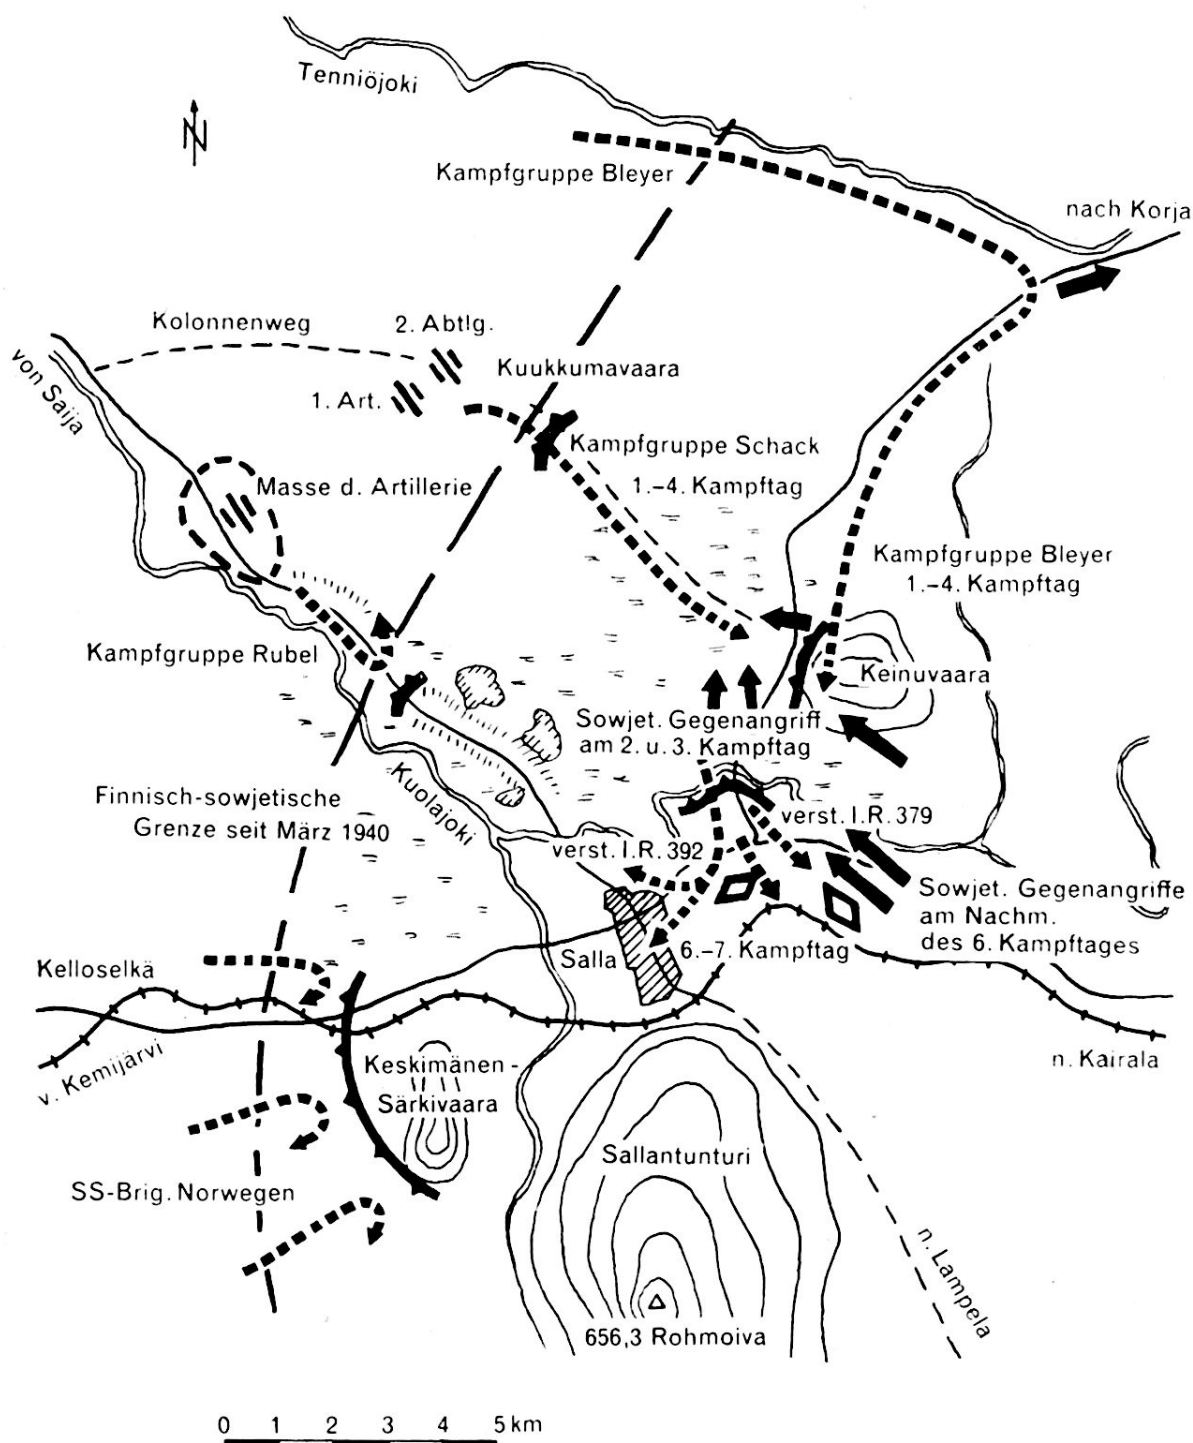 Tenniöjoki
N
Kampfgruppe Bleyer
nach Korja
Kolonnenweg
2. Abtlg.
von Saija
Kuukkumavaara
1. Art.
Kampfgruppe Schack
1.–4. Kampftag
Masse d. Artillerie
Kampfgruppe Bleyer
1.–4. Kampftag
Kampfgruppe Rubel
Keinuvaara
Sowjet. Gegenangriff
am 2. u. 3. Kampftag
Kuolajoki
Finnisch-sowjetische
Grenze seit März 1940
verst. I.R. 379
verst. I.R. 392
Sowjet. Gegenangriffe
am Nachm.
des 6. Kampftages
6.–7. Kampftag
Salla
Kelloselkä
v. Kemijärvi
n. Kairala
Keskimänen-
Särkivaara
Sallantunturi
SS-Brig. Norwegen
n. Lampela
656,3 Rohmoiva
0 1 2 3 4 5 km